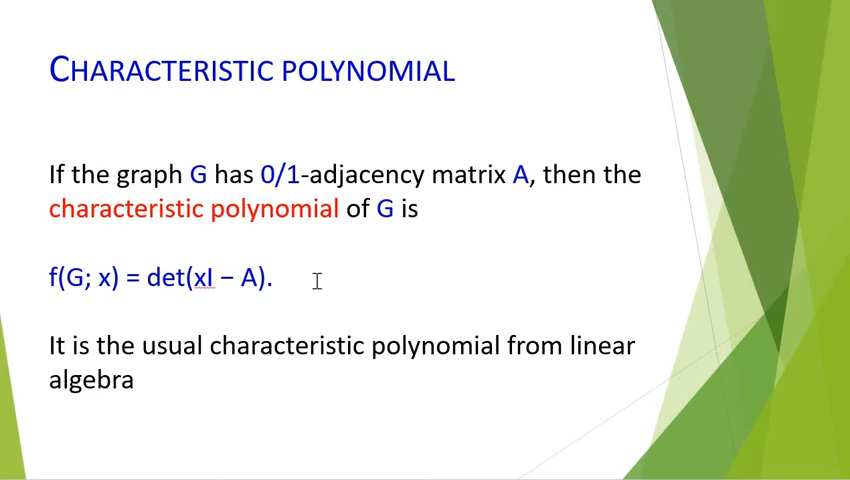 CHARACTERISTIC POLYNOMIAL
If the graph G has 0/1-adjacency matrix A, then the
characteristic polynomial of G is
f(G; x) = det(xI − A).
It is the usual characteristic polynomial from linear
algebra